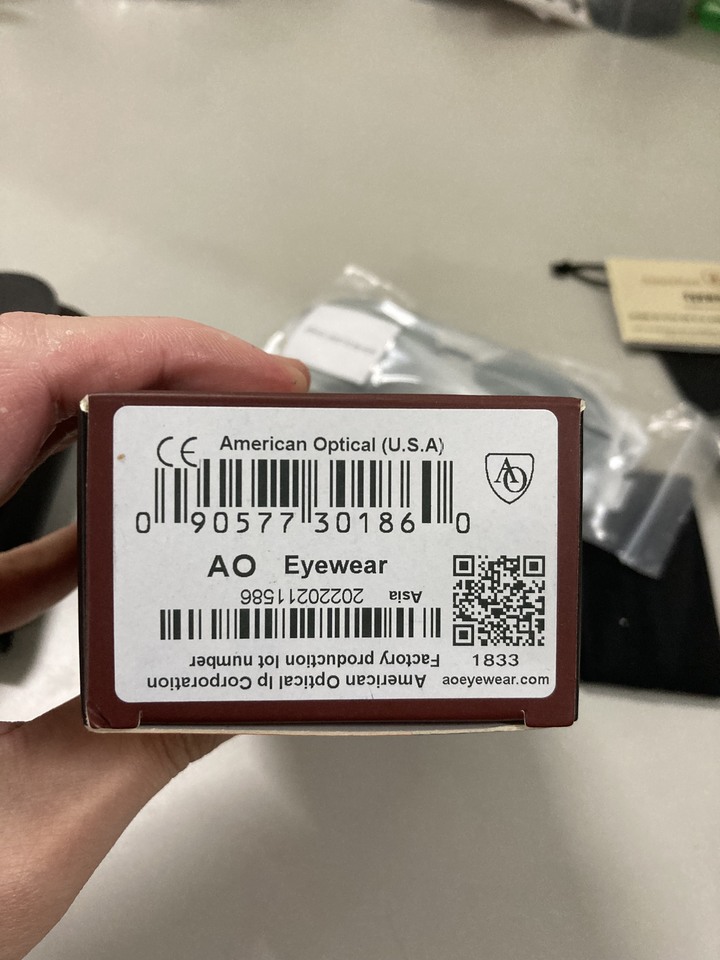 CE American Optical (U.S.A)
AO
0 90577 30186 0
AO Eyewear
Asia 20220211586
Factory production lot number
American Optical Ip Corporation
1833
aoeyewear.com